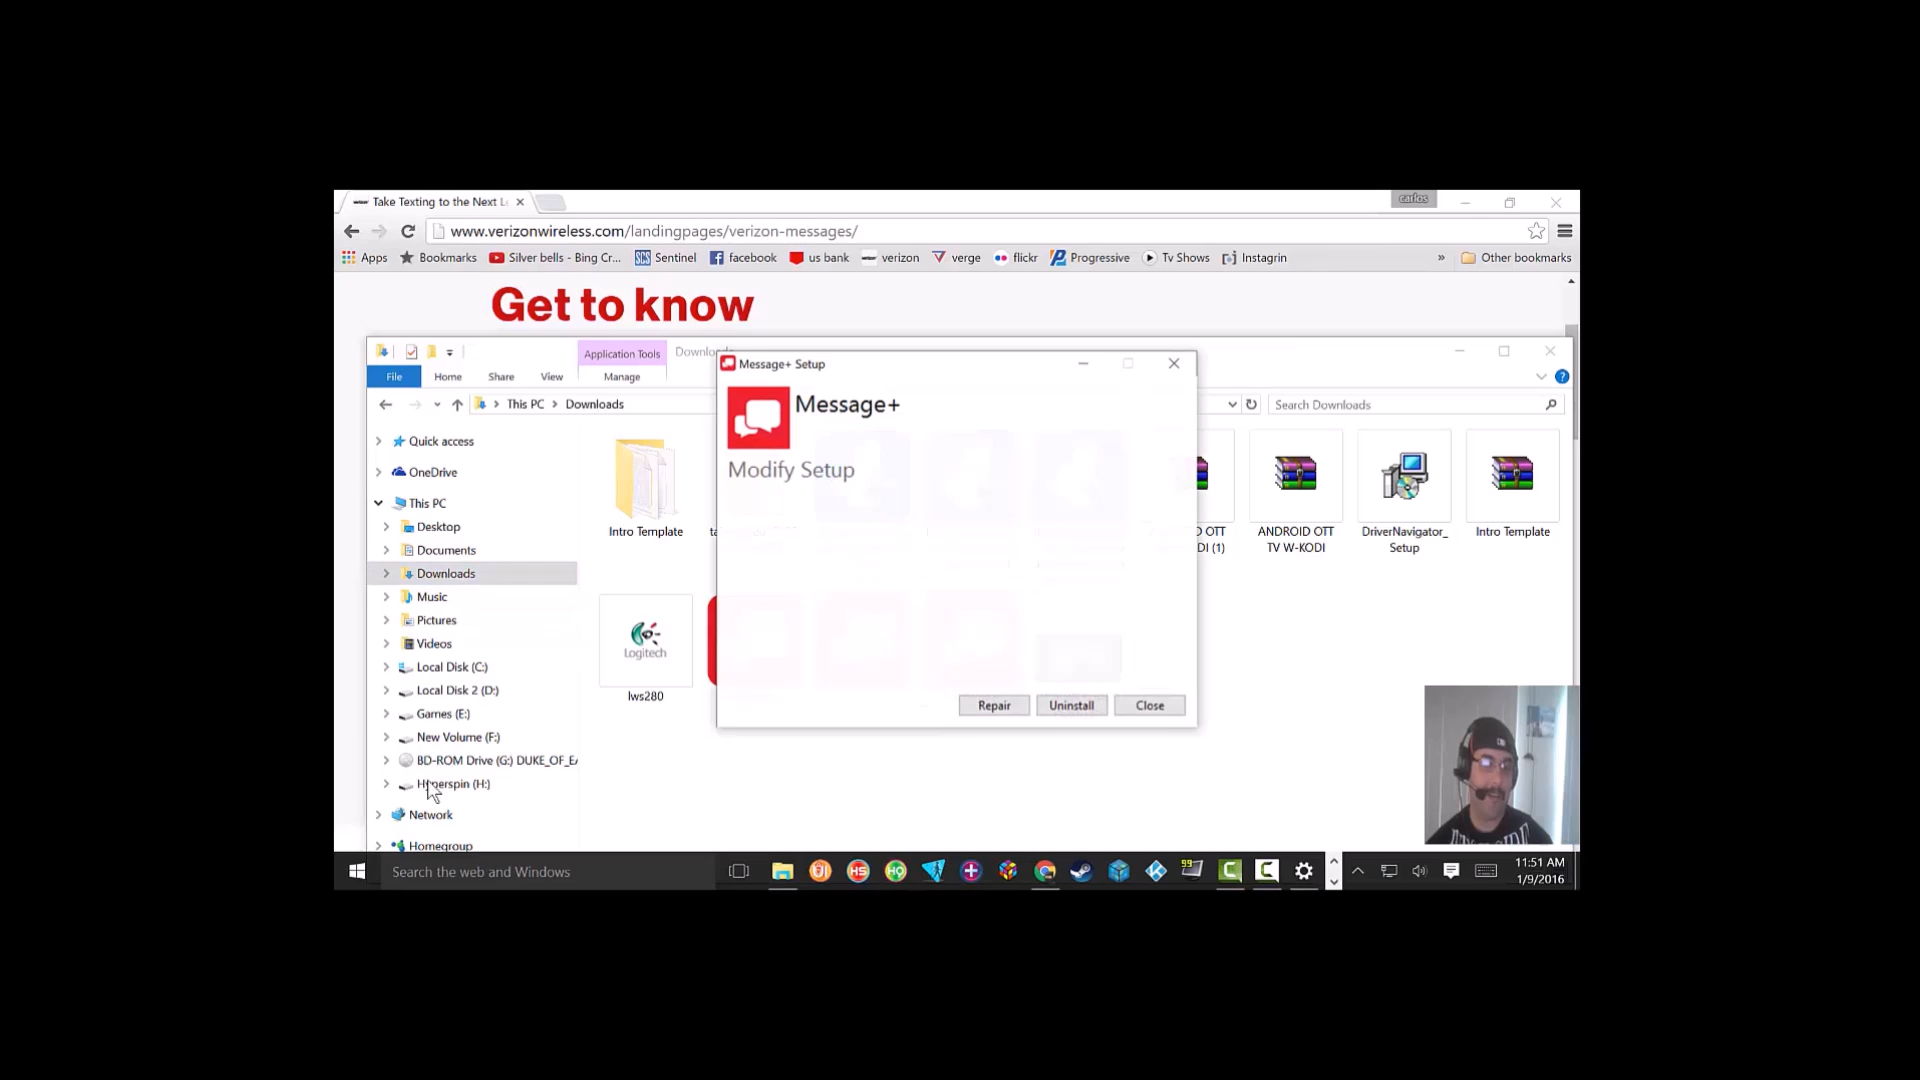 Take Texting to the Next L
carlos
www.verizonwireless.com/landingpages/verizon-messages/
Apps Bookmarks Silver bells - Bing Cr... Sentinel facebook us bank verizon verge flickr Progressive Tv Shows Instagrin » Other bookmarks
Get to know
Application Tools Downloads
File Home Share View Manage
This PC Downloads Search Downloads
Message+ Setup
Message+
Modify Setup
Repair Uninstall Close
Quick access
OneDrive
This PC
Desktop
Documents
Downloads
Music
Pictures
Videos
Local Disk (C:)
Local Disk 2 (D:)
Games (E:)
New Volume (F:)
BD-ROM Drive (G:) DUKE_OF_EA
Hyperspin (H:)
Network
Homegroup
Intro Template
OTT
DI (1)
ANDROID OTT
TV W-KODI
DriverNavigator_
Setup
Intro Template
Logitech
lws280
Search the web and Windows
99
11:51 AM
1/9/2016